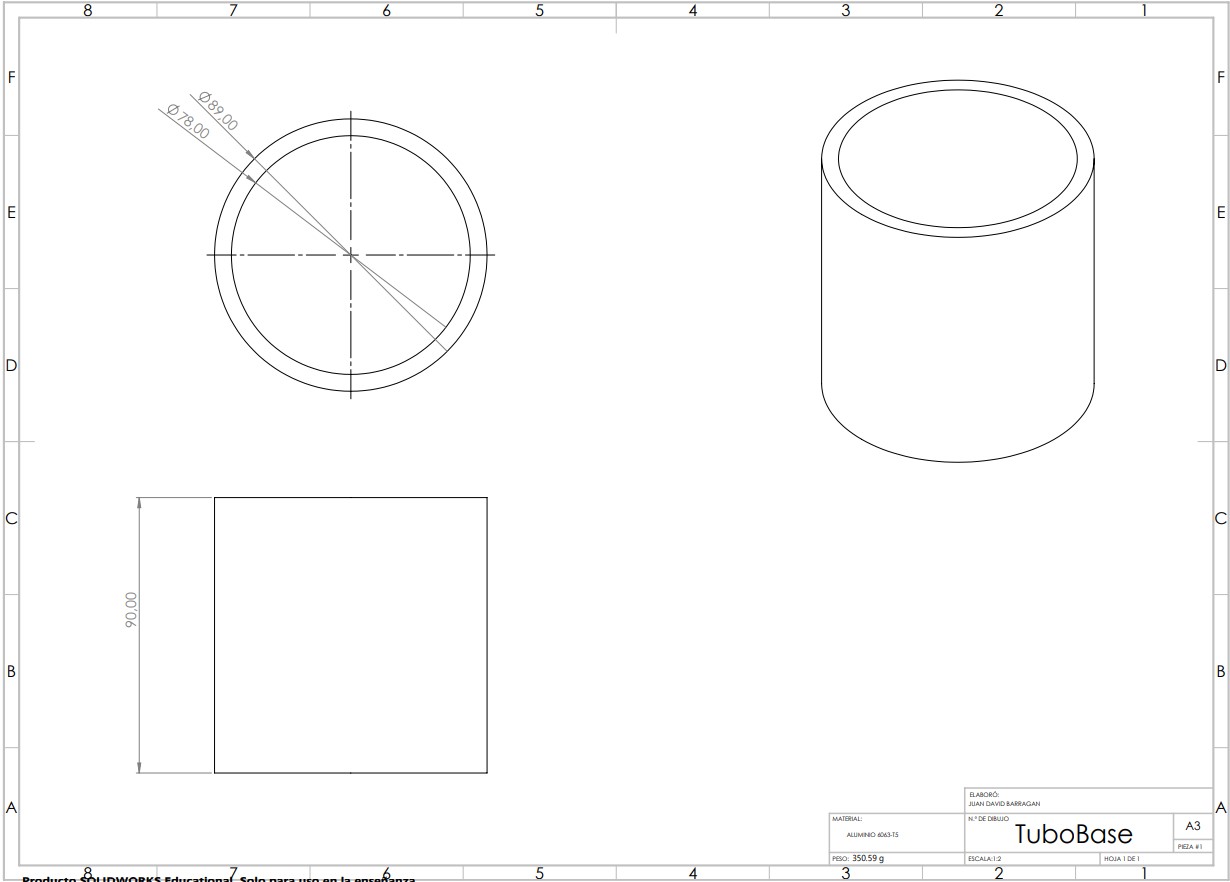 8 7 6 5 4 3 2 1
F F
E E
D D
C C
B B
A A
Ø89,00
Ø78,00
90,00
ELABORÓ:
JUAN DAVID BARRAGAN
MATERIAL:
ALUMINIO 6063-T5
N.º DE DIBUJO
TuboBase
A3
PIEZA #1
PESO: 350.59 g
ESCALA:1:2
HOJA 1 DE 1
8 7 6 5 4 3 2 1
Producto SOLIDWORKS Educational. Solo para uso en la enseñanza.